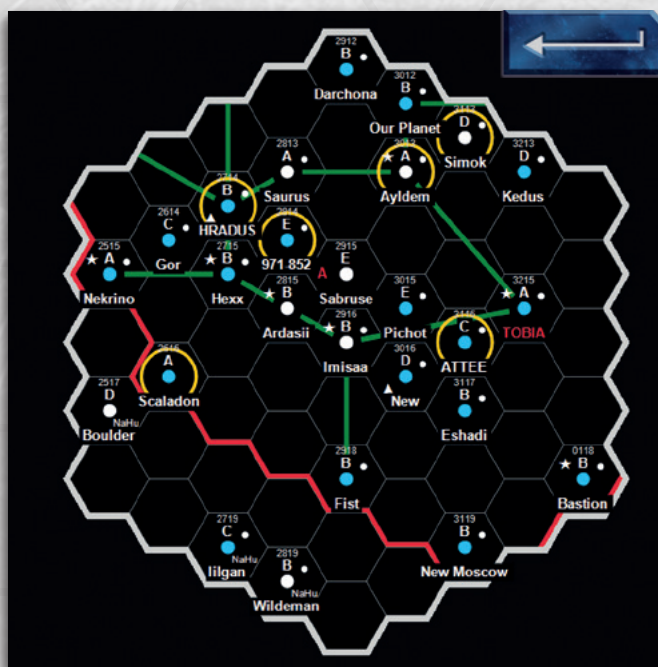 2912
B
Darchona
3012
B
Our Planet
D
Simok
2813
A
Saurus
A
Ayldem
3213
D
Kedus
B
HRADUS
2614
C
Gor
E
971 852
2515
A
Nekrino
2715
B
Hexx
2915
E
A
Sabruse
2815
B
Ardasii
3015
E
Pichot
3215
A
TOBIA
2916
B
Imisaa
C
ATTEE
A
Scaladon
3016
D
New
2517
D
NaHu
Boulder
3117
B
Eshadi
2918
B
Fist
0118
B
Bastion
2719
C
NaHu
Iilgan
3119
B
New Moscow
2819
B
NaHu
Wildeman